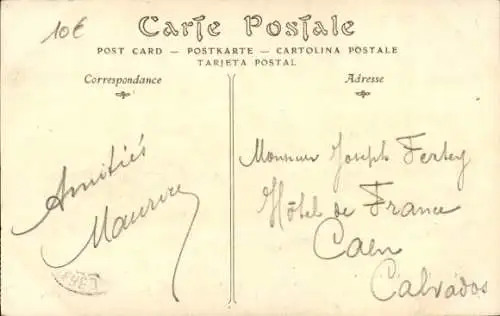 10€
Carte Postale
POST CARD — POSTKARTE — CARTOLINA POSTALE
TARJETA POSTAL
Correspondance
Amitiés
Maurice
Adresse
Monsieur Joseph
Hôtel de France
Caen
Calvados